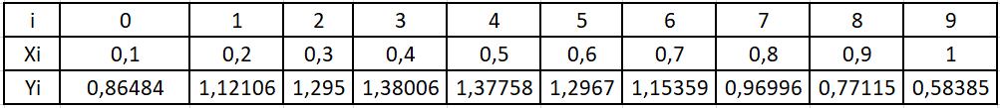 i 0 1 2 3 4 5 6 7 8 9
Xi 0,1 0,2 0,3 0,4 0,5 0,6 0,7 0,8 0,9 1
Yi 0,86484 1,12106 1,295 1,38006 1,37758 1,2967 1,15359 0,96996 0,77115 0,58385